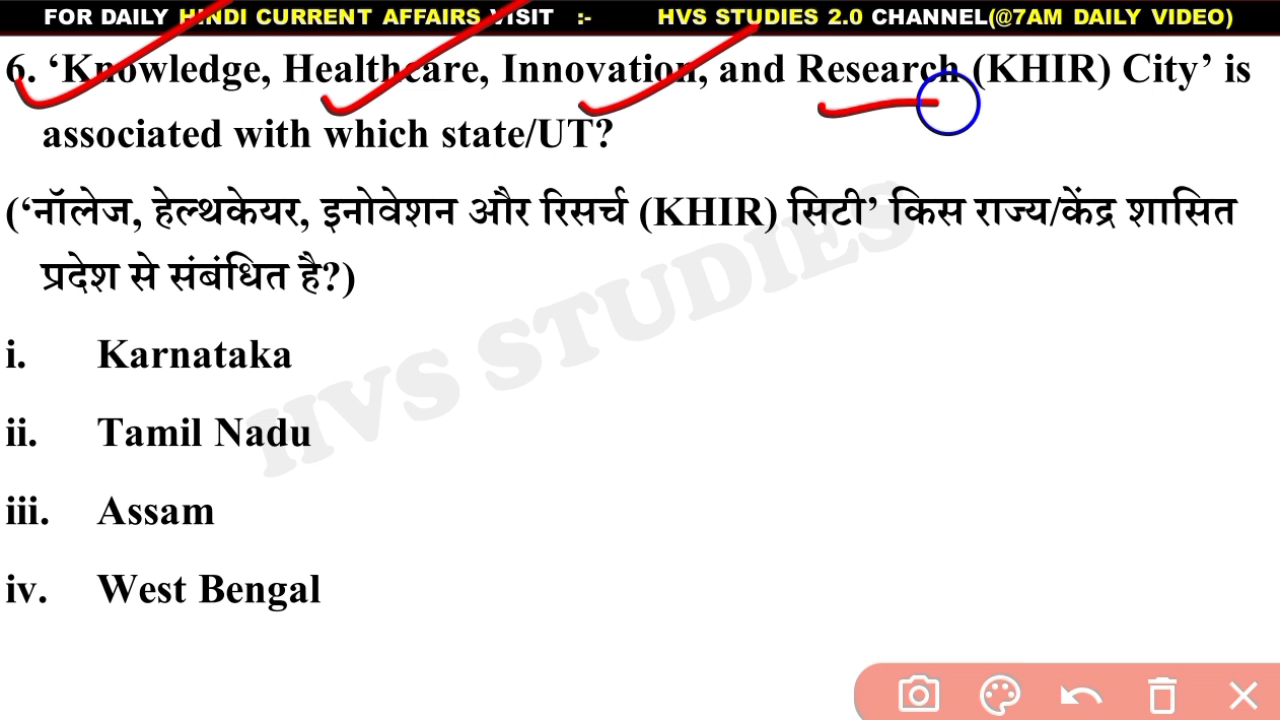 FOR DAILY HINDI CURRENT AFFAIRS VISIT :- HVS STUDIES 2.0 CHANNEL(@7AM DAILY VIDEO)
6. ‘Knowledge, Healthcare, Innovation, and Research (KHIR) City’ is
associated with which state/UT?
(‘नॉलेज, हेल्थकेयर, इनोवेशन और रिसर्च (KHIR) सिटी’ किस राज्य/केंद्र शासित
प्रदेश से संबंधित है?)
HVS STUDIES
i. Karnataka
ii. Tamil Nadu
iii. Assam
iv. West Bengal